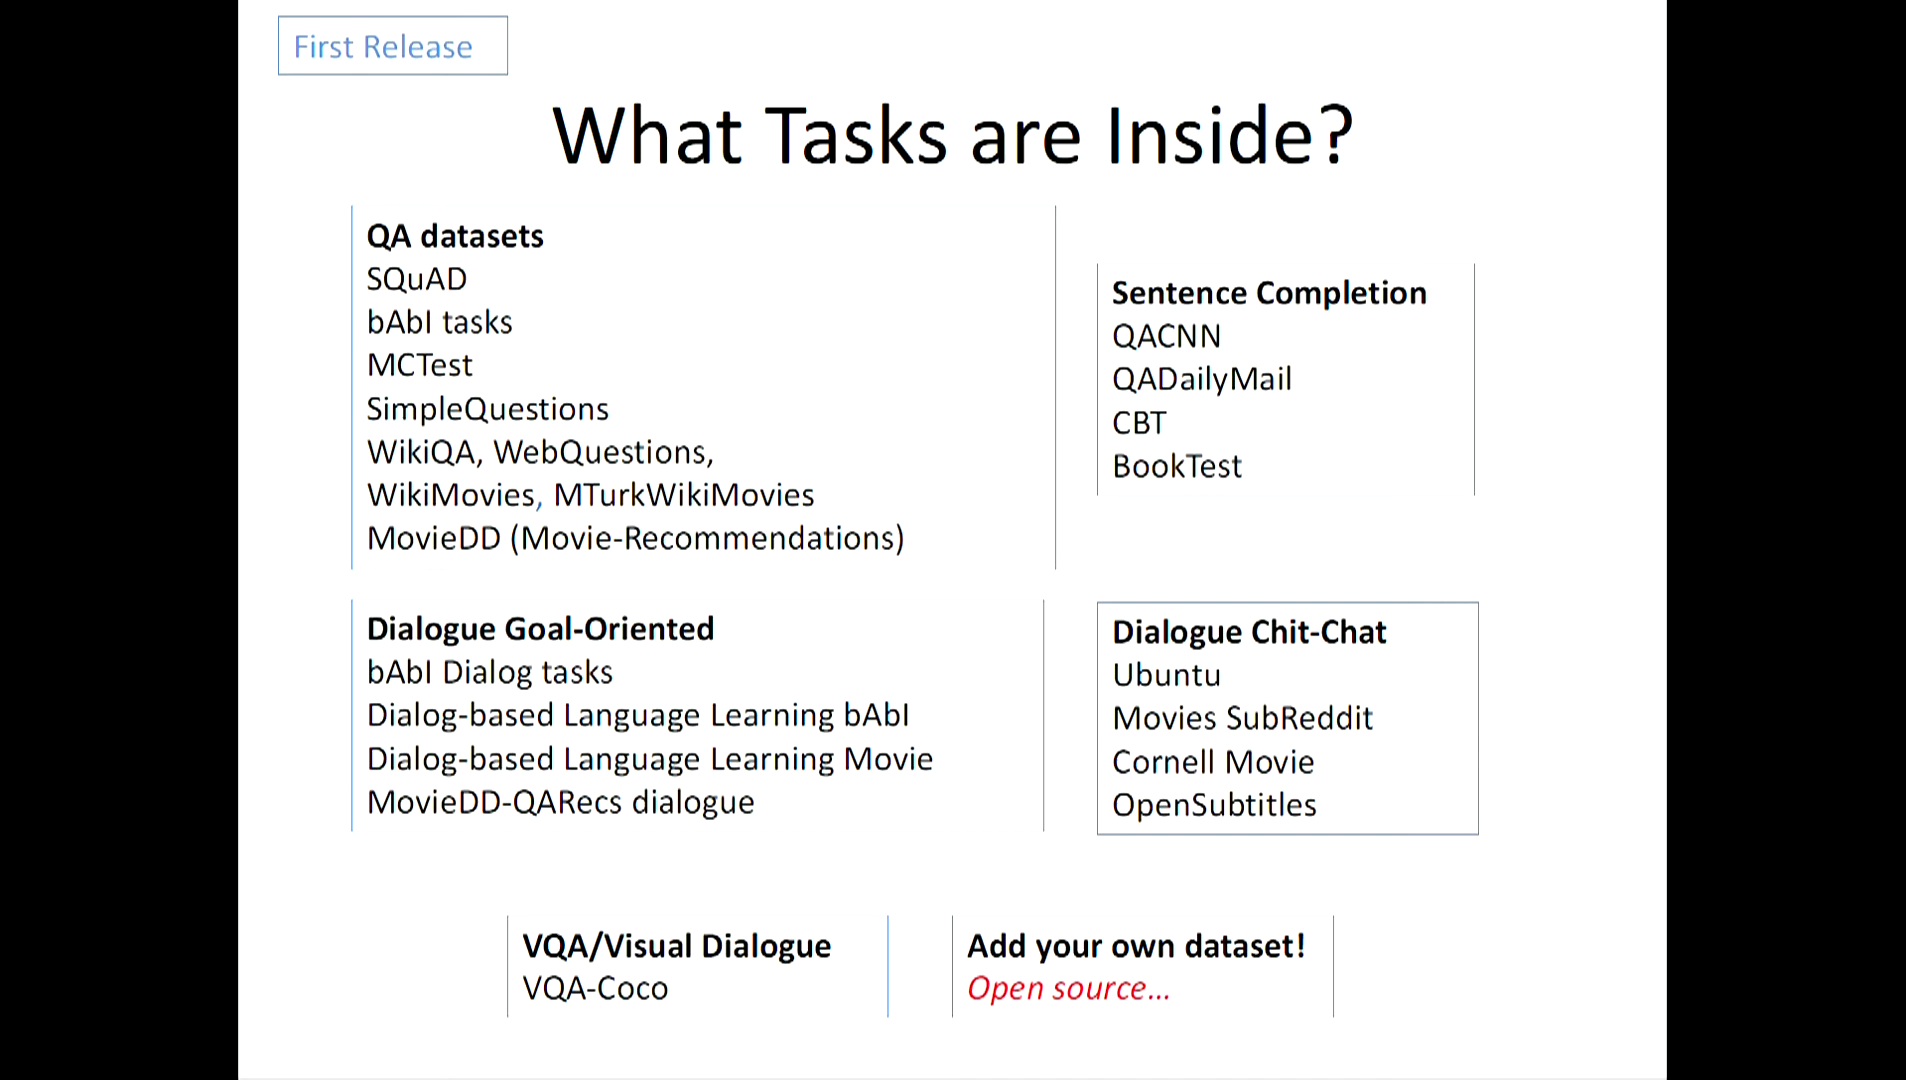 First Release
What Tasks are Inside?
QA datasets
SQuAD
bAbI tasks
MCTest
SimpleQuestions
WikiQA, WebQuestions,
WikiMovies, MTurkWikiMovies
MovieDD (Movie-Recommendations)
Sentence Completion
QACNN
QADailyMail
CBT
BookTest
Dialogue Goal-Oriented
bAbI Dialog tasks
Dialog-based Language Learning bAbI
Dialog-based Language Learning Movie
MovieDD-QARecs dialogue
Dialogue Chit-Chat
Ubuntu
Movies SubReddit
Cornell Movie
OpenSubtitles
VQA/Visual Dialogue
VQA-Coco
Add your own dataset!
Open source...